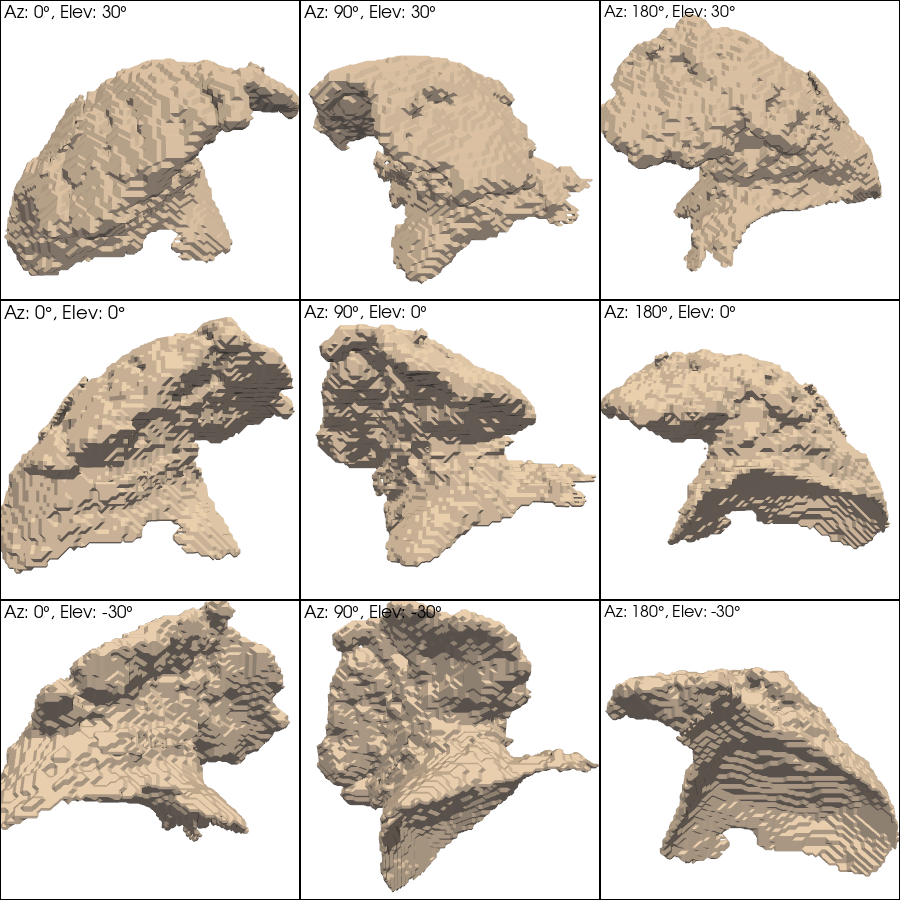 Az: 0°, Elev: 30°
Az: 90°, Elev: 30°
Az: 180°, Elev: 30°
Az: 0°, Elev: 0°
Az: 90°, Elev: 0°
Az: 180°, Elev: 0°
Az: 0°, Elev: -30°
Az: 90°, Elev: -30°
Az: 180°, Elev: -30°